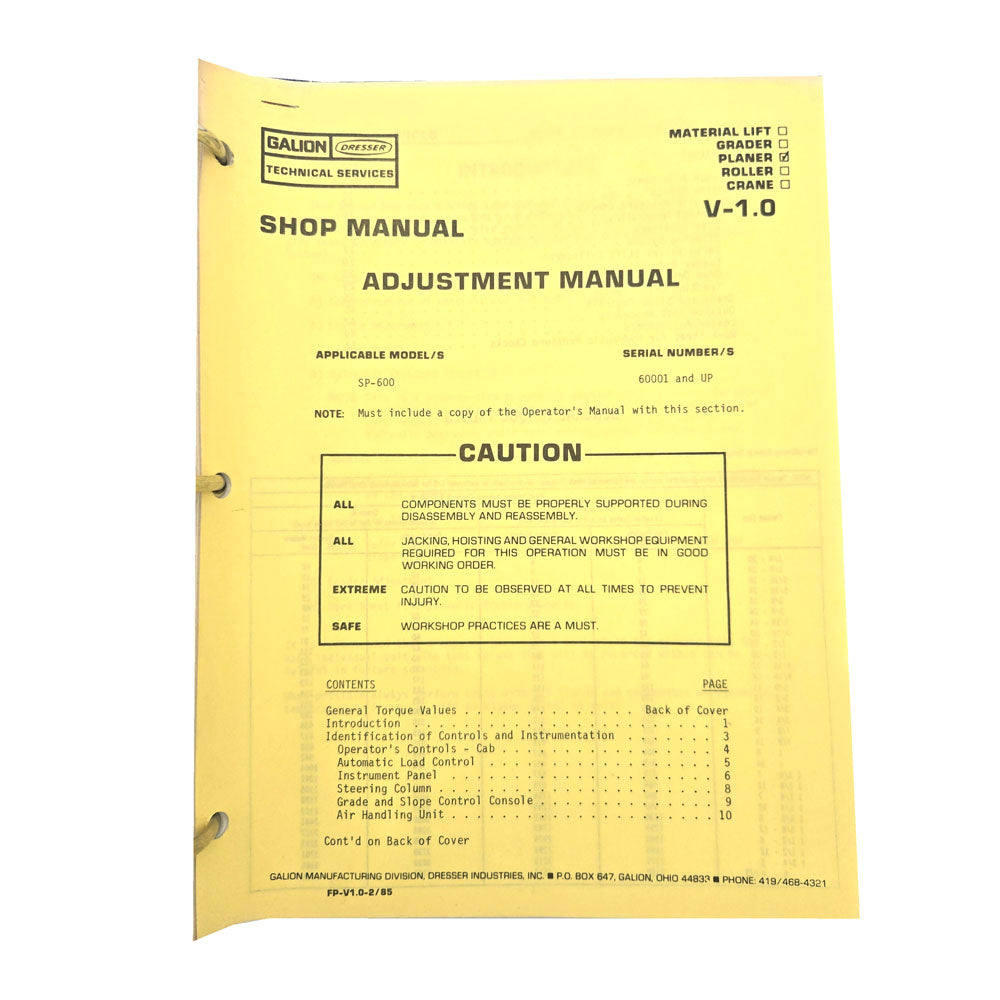 GALION DRESSER
TECHNICAL SERVICES
MATERIAL LIFT ☐
GRADER ☐
PLANER ☑
ROLLER ☐
CRANE ☐
V-1.0
SHOP MANUAL
ADJUSTMENT MANUAL
APPLICABLE MODEL/S SERIAL NUMBER/S
SP-600 60001 and UP
NOTE: Must include a copy of the Operator's Manual with this section.
CAUTION
ALL COMPONENTS MUST BE PROPERLY SUPPORTED DURING
DISASSEMBLY AND REASSEMBLY.
ALL JACKING, HOISTING AND GENERAL WORKSHOP EQUIPMENT
REQUIRED FOR THIS OPERATION MUST BE IN GOOD
WORKING ORDER.
EXTREME CAUTION TO BE OBSERVED AT ALL TIMES TO PREVENT
INJURY.
SAFE WORKSHOP PRACTICES ARE A MUST.
CONTENTS PAGE
General Torque Values . . . . . . . . . . . . . . Back of Cover
Introduction . . . . . . . . . . . . . . . . . . . . . . . . . 1
Identification of Controls and Instrumentation . . . . . . . 3
Operator's Controls - Cab . . . . . . . . . . . . . . . . . 4
Automatic Load Control . . . . . . . . . . . . . . . . . . 5
Instrument Panel . . . . . . . . . . . . . . . . . . . . . 6
Steering Column . . . . . . . . . . . . . . . . . . . . . . 8
Grade and Slope Control Console . . . . . . . . . . . . . . 9
Air Handling Unit . . . . . . . . . . . . . . . . . . . . . 10
Cont'd on Back of Cover
GALION MANUFACTURING DIVISION, DRESSER INDUSTRIES, INC. ■ P.O. BOX 647, GALION, OHIO 44833 ■ PHONE: 419/468-4321
FP-V1.0-2/85